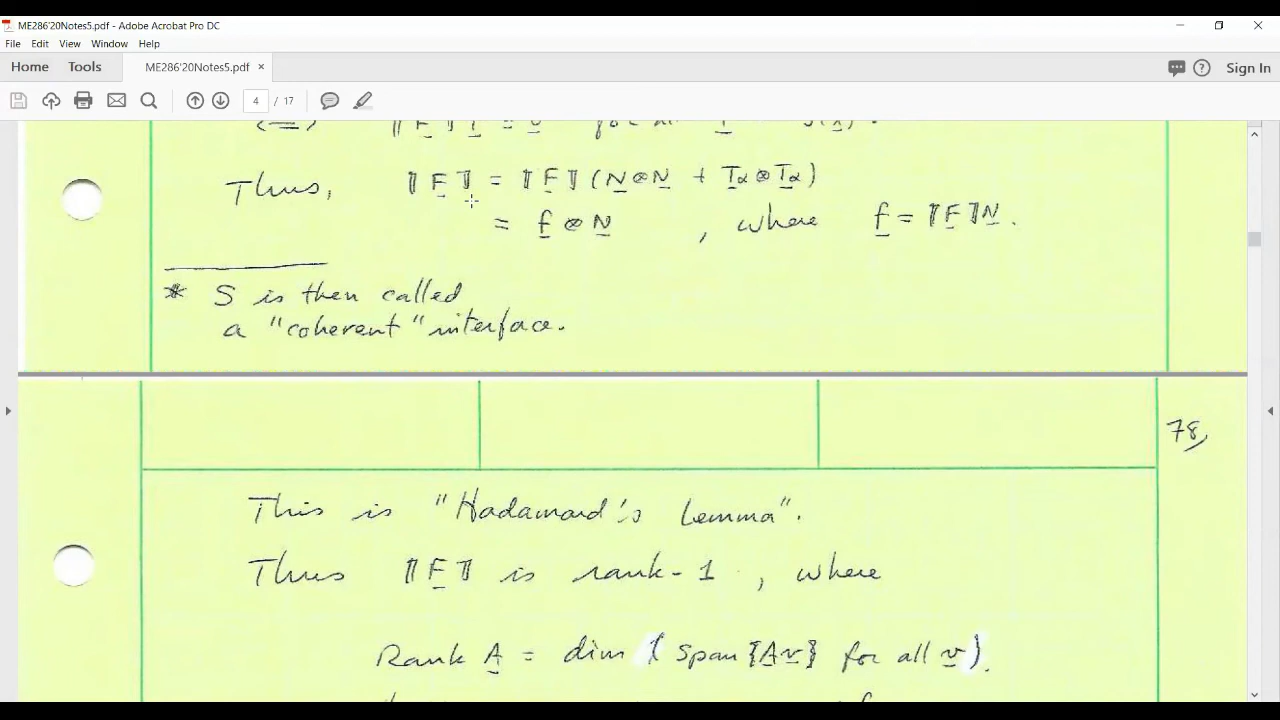 ME286'20Notes5.pdf - Adobe Acrobat Pro DC
File Edit View Window Help
Home Tools ME286'20Notes5.pdf × Sign In
4 / 17
Thus, ⟦F⟧ = ⟦F⟧(N⊗N + Tα⊗Tα)
= f⊗N , where f = ⟦F⟧N.
* S is then called
a "coherent" interface.
78,
This is "Hadamard's Lemma".
Thus ⟦F⟧ is rank-1 , where
Rank A = dim (span{Av} for all v).